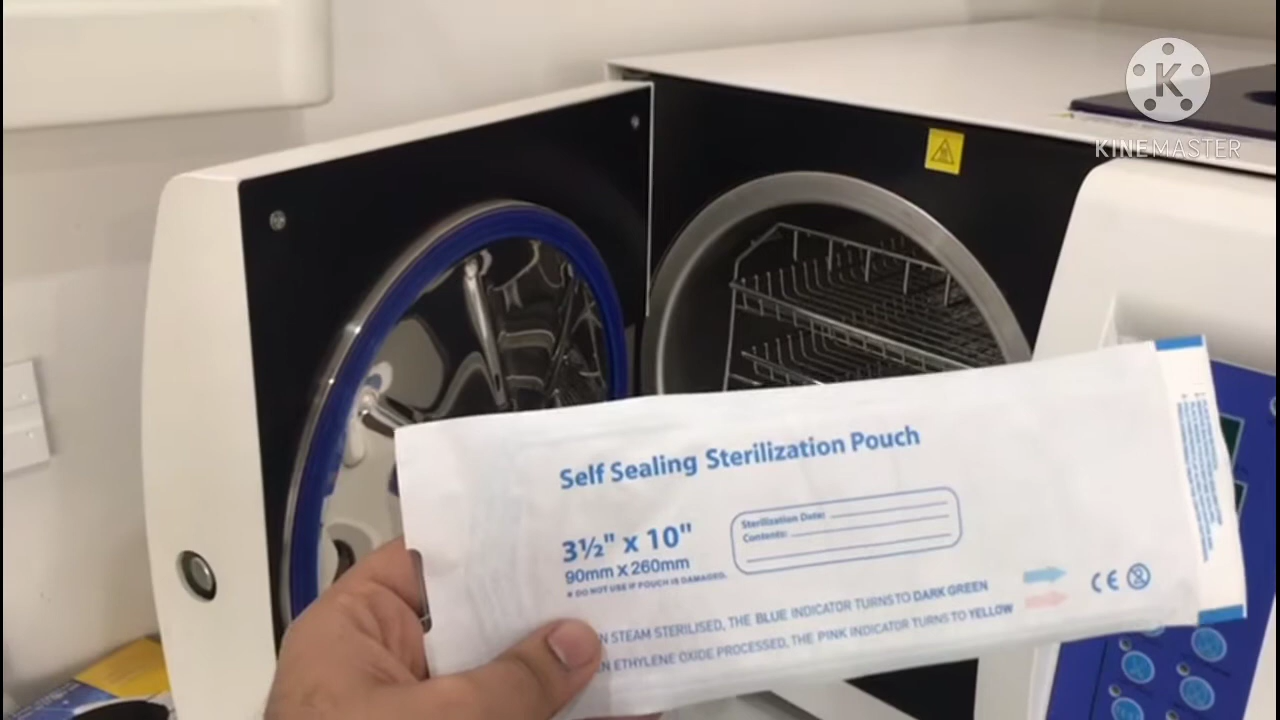 K
KINEMASTER
Self Sealing Sterilization Pouch
3½" x 10"
90mm x 260mm
DO NOT USE IF POUCH IS DAMAGED.
Sterilization Date:
Contents:
N STEAM STERILISED, THE BLUE INDICATOR TURNS TO DARK GREEN
N ETHYLENE OXIDE PROCESSED, THE PINK INDICATOR TURNS TO YELLOW
CE